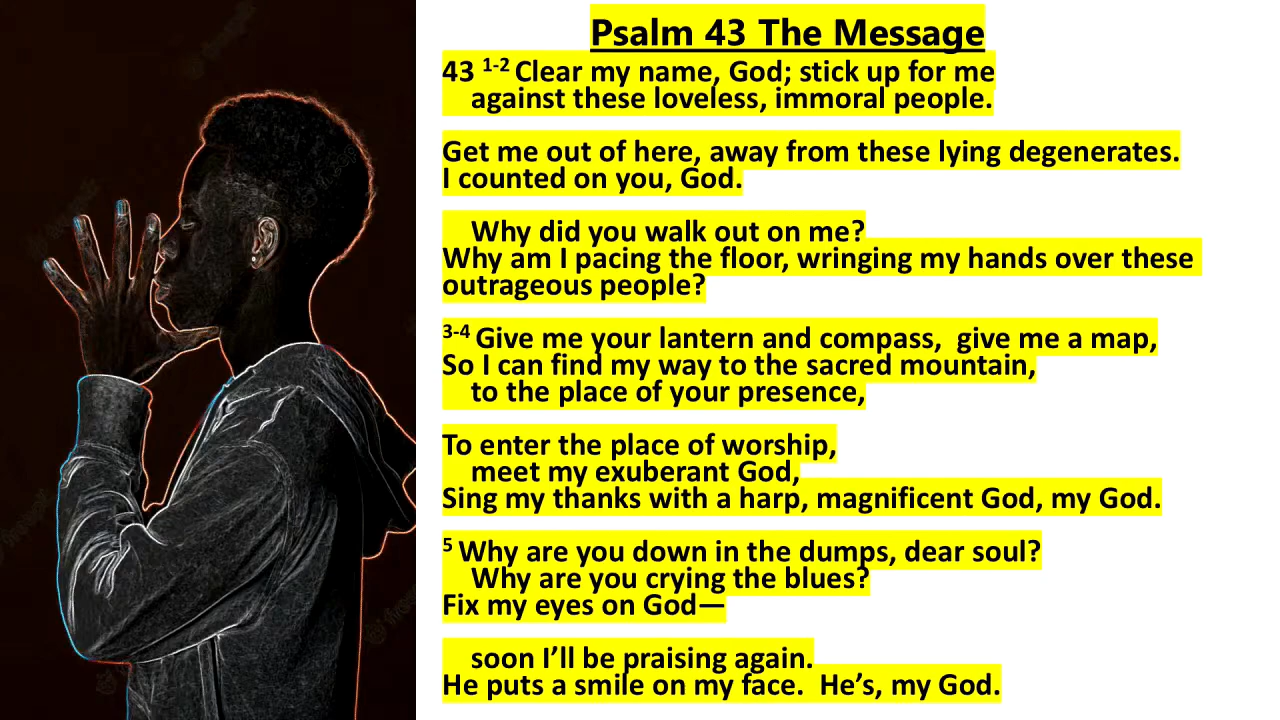 Psalm 43 The Message
43 1-2 Clear my name, God; stick up for me
against these loveless, immoral people.
Get me out of here, away from these lying degenerates.
I counted on you, God.
Why did you walk out on me?
Why am I pacing the floor, wringing my hands over these
outrageous people?
3-4 Give me your lantern and compass,  give me a map,
So I can find my way to the sacred mountain,
to the place of your presence,
To enter the place of worship,
meet my exuberant God,
Sing my thanks with a harp, magnificent God, my God.
5 Why are you down in the dumps, dear soul?
Why are you crying the blues?
Fix my eyes on God—
soon I’ll be praising again.
He puts a smile on my face.  He’s, my God.